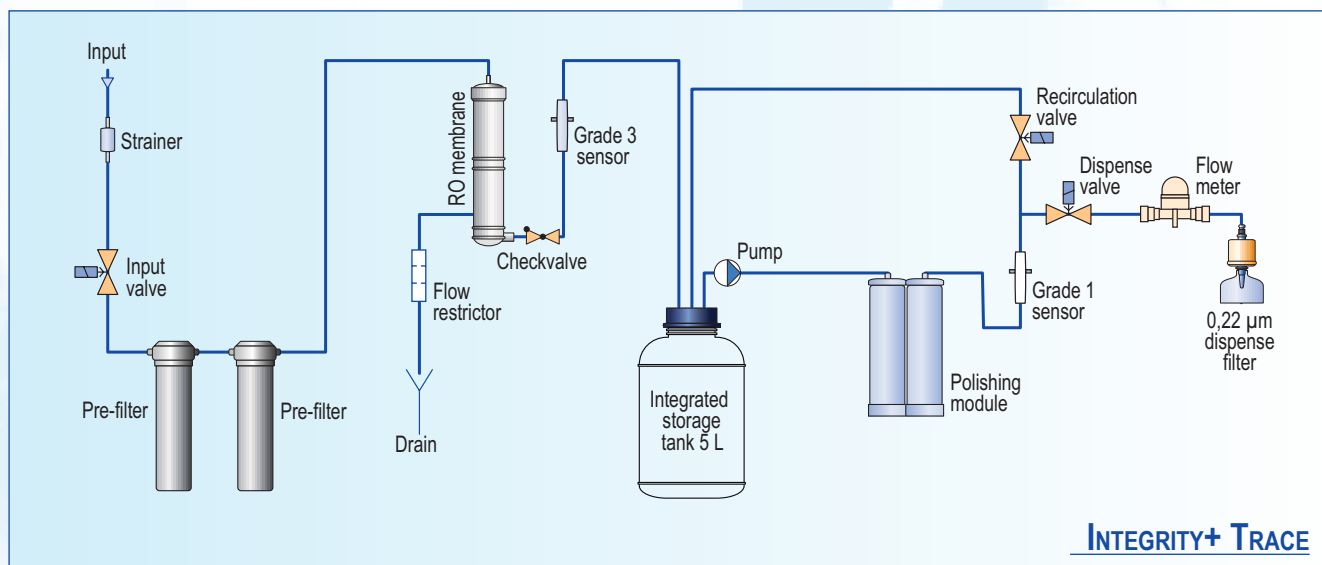 Input
Strainer
Input
valve
Pre-filter
Pre-filter
RO membrane
Flow
restrictor
Drain
Checkvalve
Grade 3
sensor
Integrated
storage
tank 5 L
Pump
Polishing
module
Grade 1
sensor
Recirculation
valve
Dispense
valve
Flow
meter
0,22 µm
dispense
filter
INTEGRITY+ TRACE